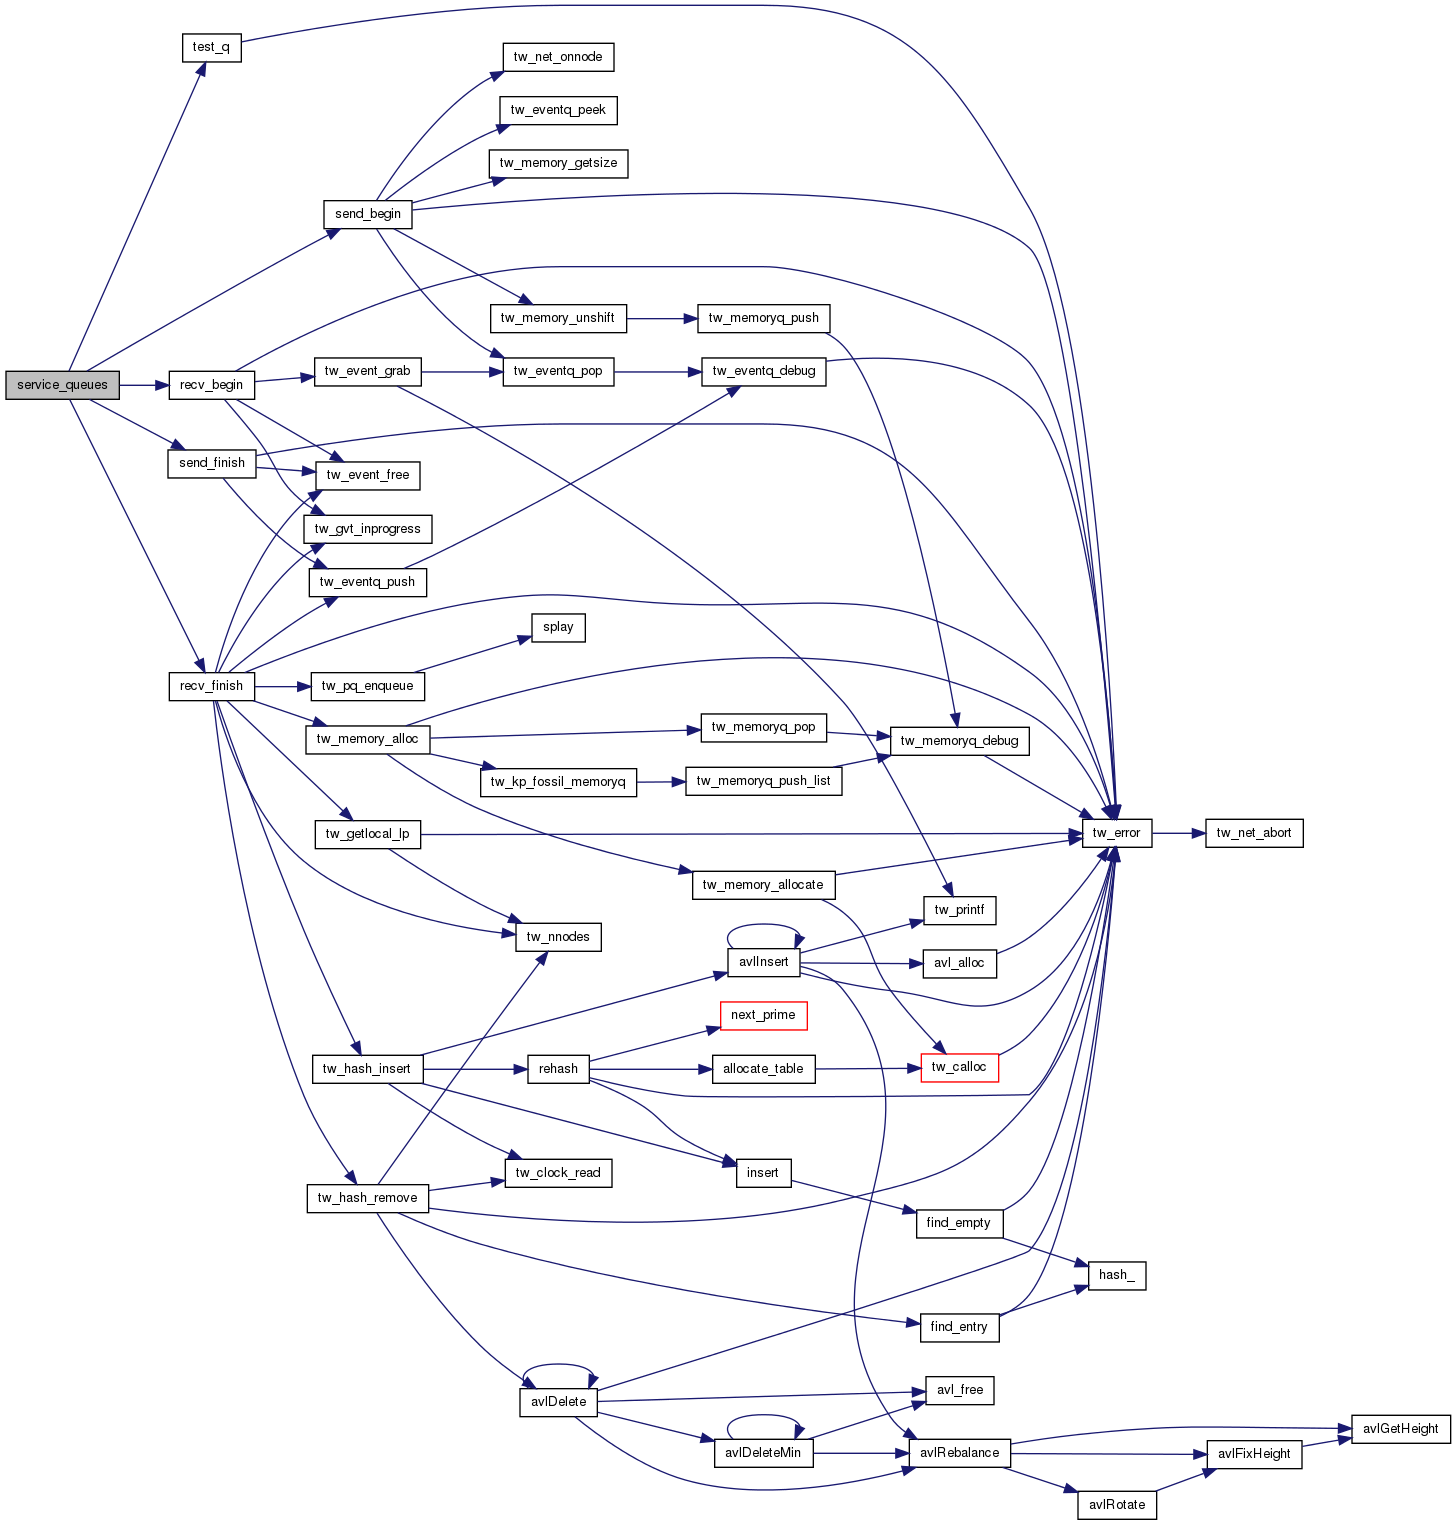 test_q
tw_net_onnode
tw_eventq_peek
tw_memory_getsize
send_begin
tw_memory_unshift
tw_memoryq_push
service_queues
recv_begin
tw_event_grab
tw_eventq_pop
tw_eventq_debug
send_finish
tw_event_free
tw_gvt_inprogress
tw_eventq_push
splay
recv_finish
tw_pq_enqueue
tw_memory_alloc
tw_memoryq_pop
tw_memoryq_debug
tw_kp_fossil_memoryq
tw_memoryq_push_list
tw_getlocal_lp
tw_error
tw_net_abort
tw_memory_allocate
tw_printf
tw_nnodes
avlInsert
avl_alloc
next_prime
tw_hash_insert
rehash
allocate_table
tw_calloc
tw_clock_read
insert
tw_hash_remove
find_empty
hash_
find_entry
avlDelete
avl_free
avlDeleteMin
avlRebalance
avlFixHeight
avlGetHeight
avlRotate